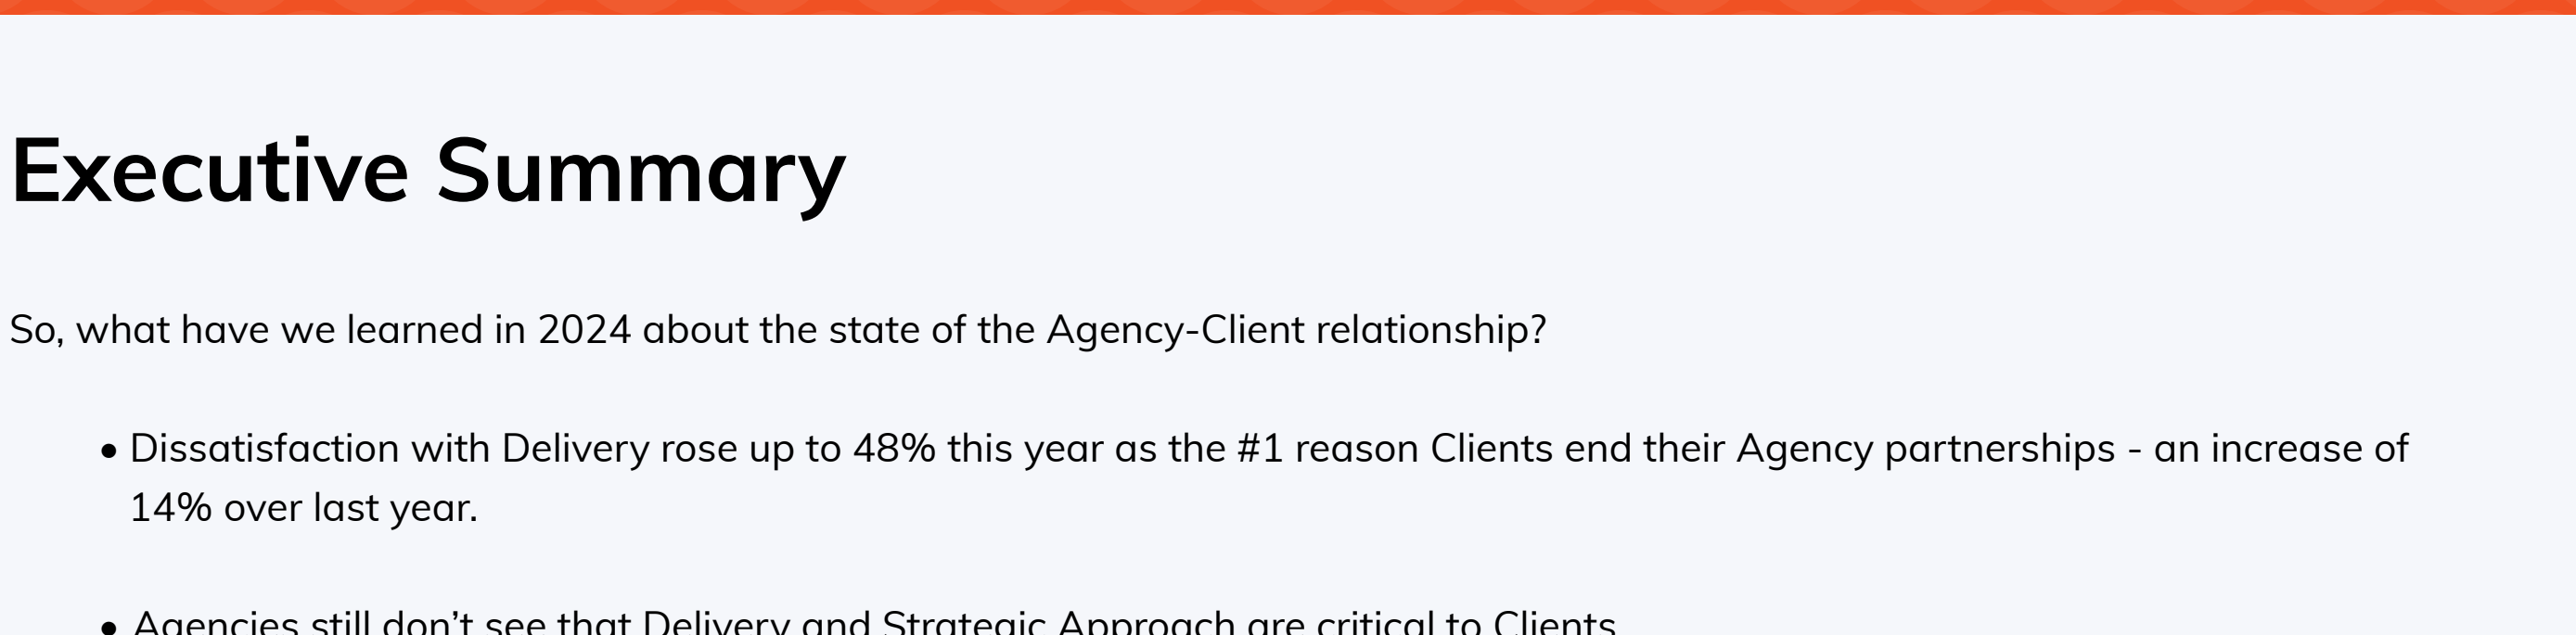 Executive Summary
So, what have we learned in 2024 about the state of the Agency-Client relationship?
• Dissatisfaction with Delivery rose up to 48% this year as the #1 reason Clients end their Agency partnerships - an increase of
14% over last year.
• Agencies still don’t see that Delivery and Strategic Approach are critical to Clients